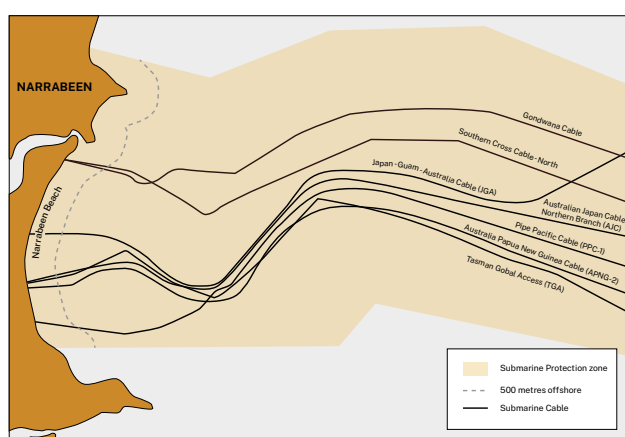 NARRABEEN
Narrabeen Beach
Gondwana Cable
Southern Cross Cable-North
Japan-Guam-Australia Cable (JGA)
Australian Japan Cable
Northern Branch (AJC)
Pipe Pacific Cable (PPC-1)
Australia Papua New Guinea Cable (APNG-2)
Tasman Gobal Access (TGA)
Submarine Protection zone
500 metres offshore
Submarine Cable